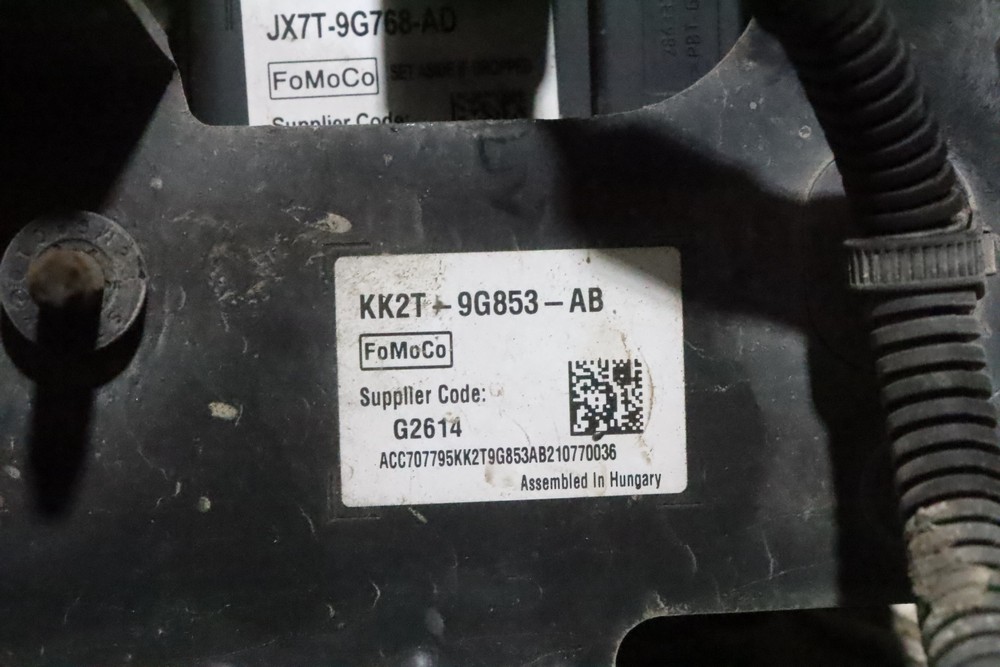 JX7T-9G768-AD
FoMoCo
Supplier Code:
KK2T - 9G853 - AB
FoMoCo
Supplier Code:
G2614
ACC707795KK2T9G853AB210770036
Assembled In Hungary